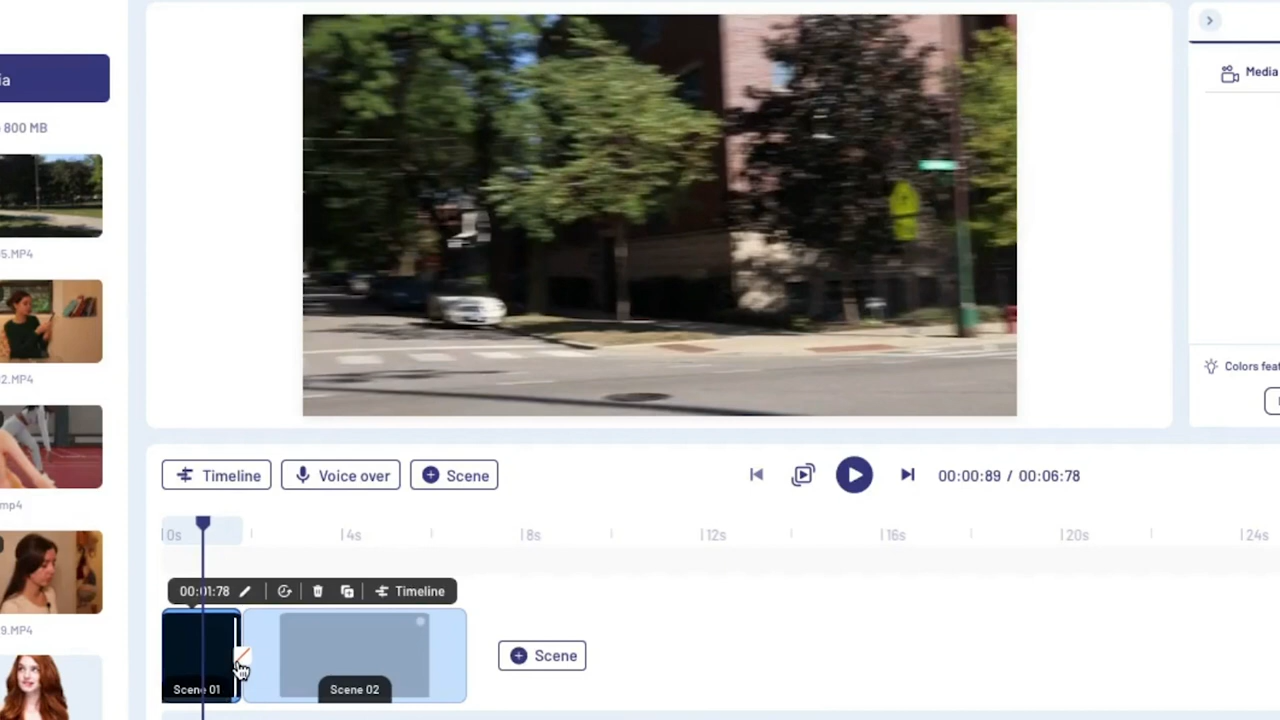 ia
800 MB
5.MP4
2.MP4
mp4
9.MP4
Media
Colors feat
Timeline
Voice over
Scene
00:00:89 / 00:06:78
0s
4s
8s
12s
16s
20s
24s
00:01:78
Timeline
Scene 01
Scene 02
Scene